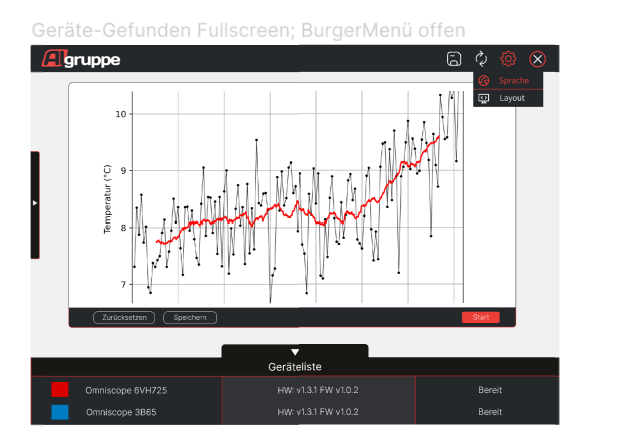 Geräte-Gefunden Fullscreen; BurgerMenü offen
AIgruppe
Sprache
Layout
10
9
8
7
Temperatur (°C)
Zurücksetzen Speichern Start
Geräteliste
Omniscope 6VH725 HW: v1.3.1 FW v1.0.2 Bereit
Omniscope 3B65 HW: v1.3.1 FW v1.0.2 Bereit